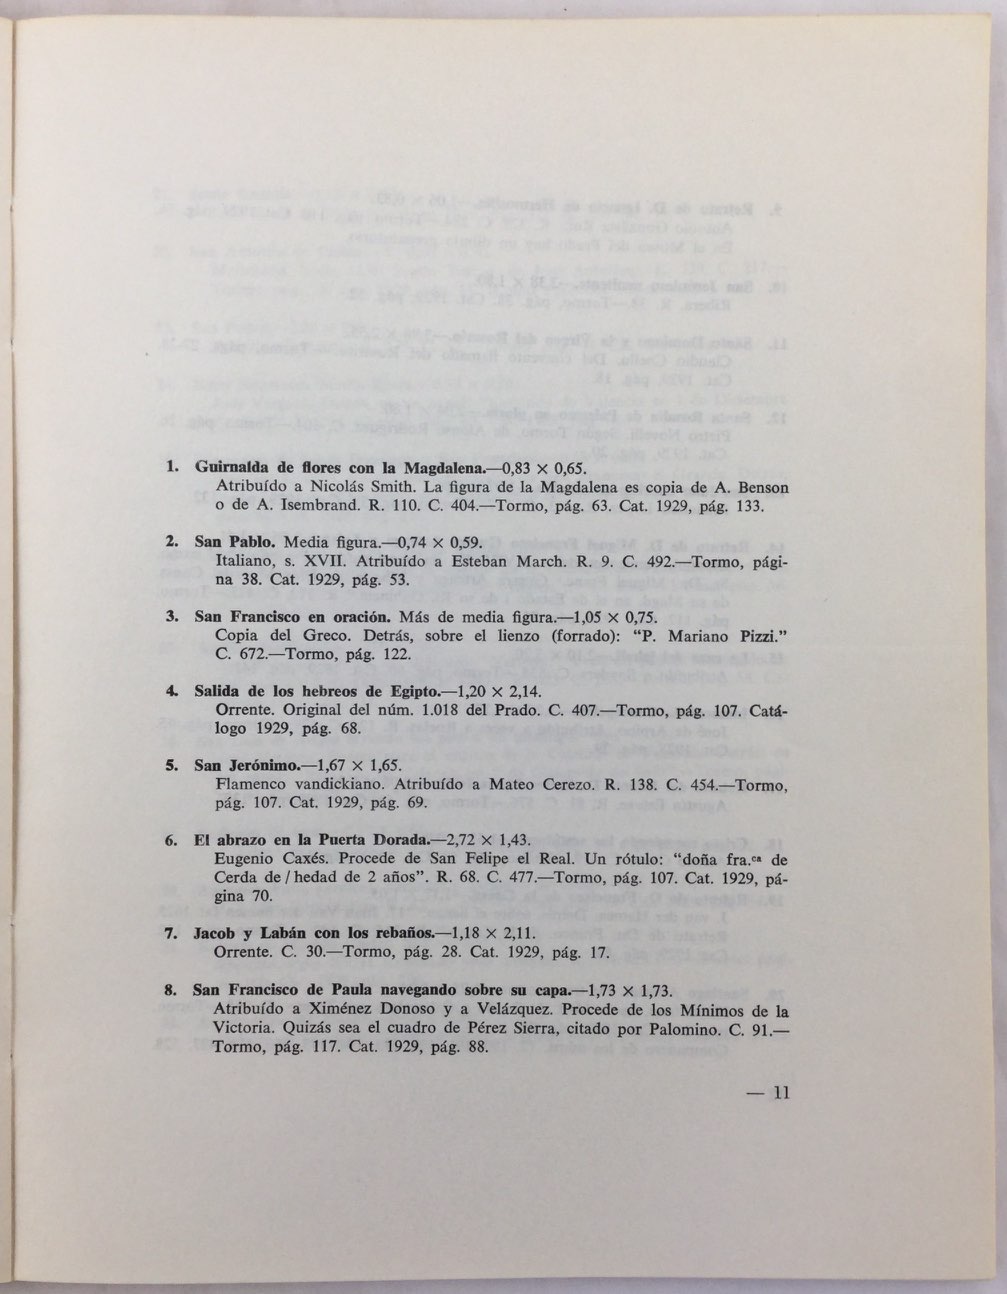 1. Guirnalda de flores con la Magdalena.—0,83 × 0,65.
Atribuído a Nicolás Smith. La figura de la Magdalena es copia de A. Benson
o de A. Isembrand. R. 110. C. 404.—Tormo, pág. 63. Cat. 1929, pág. 133.
2. San Pablo. Media figura.—0,74 × 0,59.
Italiano, s. XVII. Atribuído a Esteban March. R. 9. C. 492.—Tormo, pági-
na 38. Cat. 1929, pág. 53.
3. San Francisco en oración. Más de media figura.—1,05 × 0,75.
Copia del Greco. Detrás, sobre el lienzo (forrado): “P. Mariano Pizzi.”
C. 672.—Tormo, pág. 122.
4. Salida de los hebreos de Egipto.—1,20 × 2,14.
Orrente. Original del núm. 1.018 del Prado. C. 407.—Tormo, pág. 107. Catá-
logo 1929, pág. 68.
5. San Jerónimo.—1,67 × 1,65.
Flamenco vandickiano. Atribuído a Mateo Cerezo. R. 138. C. 454.—Tormo,
pág. 107. Cat. 1929, pág. 69.
6. El abrazo en la Puerta Dorada.—2,72 × 1,43.
Eugenio Caxés. Procede de San Felipe el Real. Un rótulo: “doña fra.ca de
Cerda de / hedad de 2 años”. R. 68. C. 477.—Tormo, pág. 107. Cat. 1929, pá-
gina 70.
7. Jacob y Labán con los rebaños.—1,18 × 2,11.
Orrente. C. 30.—Tormo, pág. 28. Cat. 1929, pág. 17.
8. San Francisco de Paula navegando sobre su capa.—1,73 × 1,73.
Atribuído a Ximénez Donoso y a Velázquez. Procede de los Mínimos de la
Victoria. Quizás sea el cuadro de Pérez Sierra, citado por Palomino. C. 91.—
Tormo, pág. 117. Cat. 1929, pág. 88.
— 11